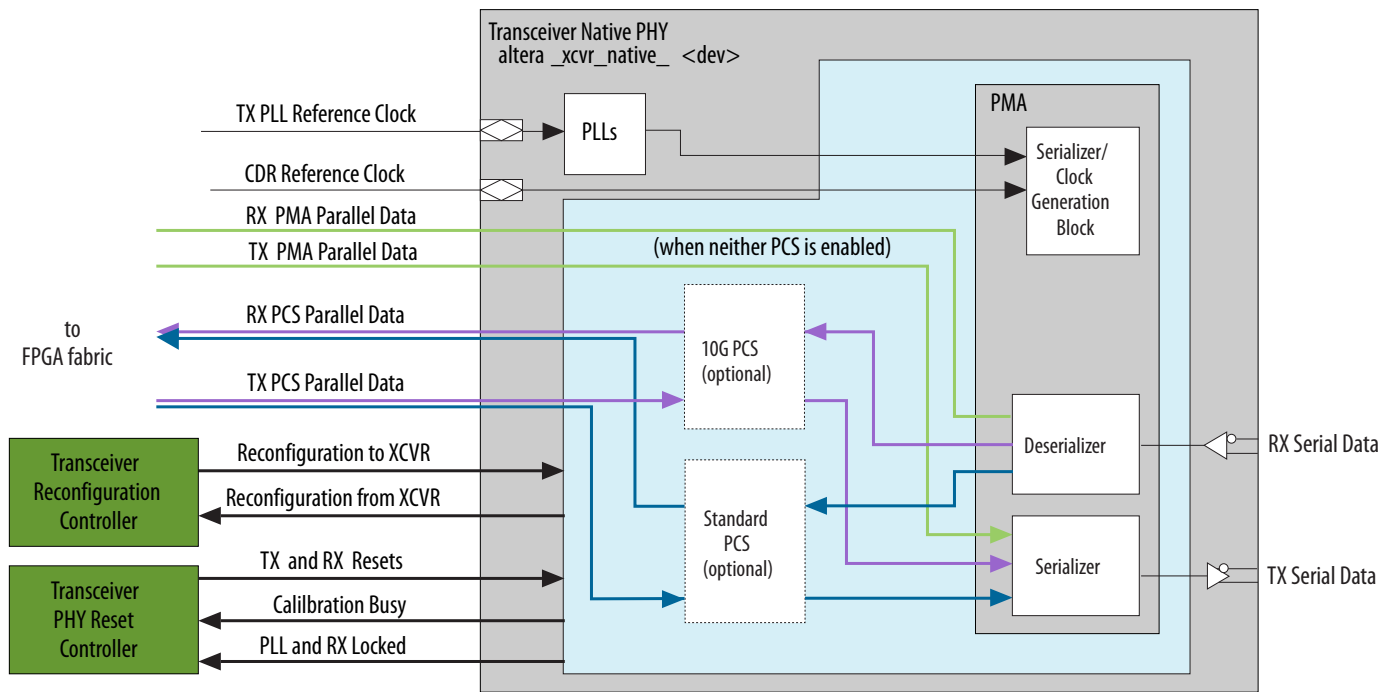 Transceiver Native PHY
altera _xcvr_native_ <dev>
TX PLL Reference Clock
PLLs
PMA
Serializer/
Clock
Generation
Block
CDR Reference Clock
RX PMA Parallel Data
TX PMA Parallel Data
(when neither PCS is enabled)
to
FPGA fabric
RX PCS Parallel Data
TX PCS Parallel Data
10G PCS
(optional)
Deserializer
RX Serial Data
Transceiver
Reconfiguration
Controller
Reconfiguration to XCVR
Reconfiguration from XCVR
Standard
PCS
(optional)
Serializer
TX Serial Data
Transceiver
PHY Reset
Controller
TX and RX Resets
Calilbration Busy
PLL and RX Locked